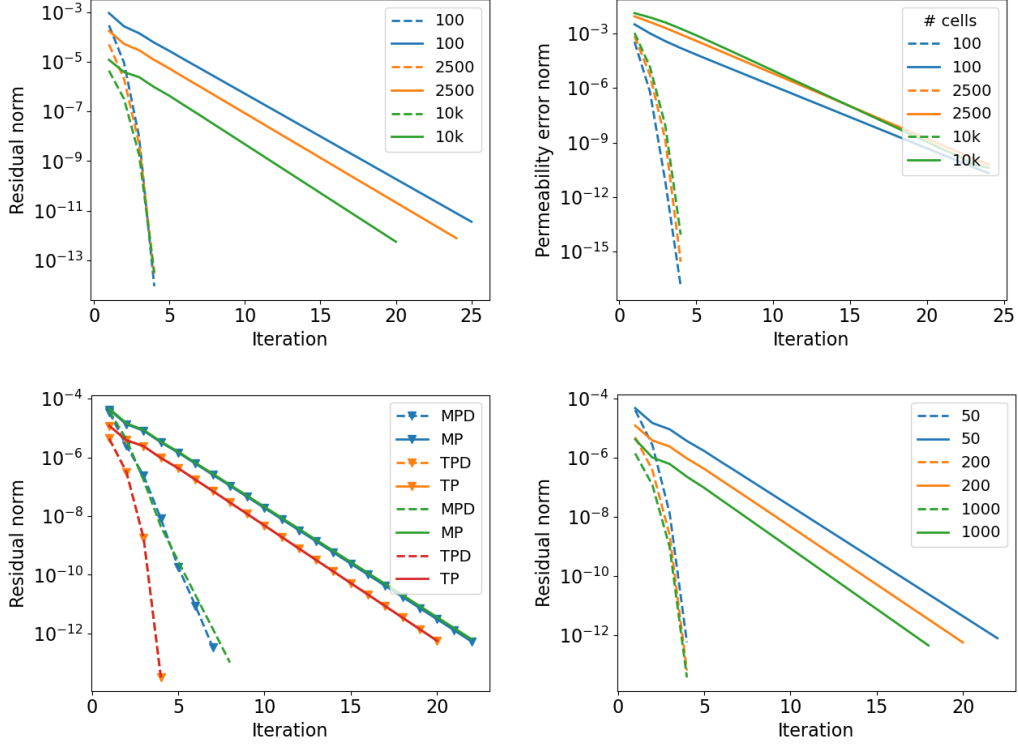 10⁻³
10⁻⁵
10⁻⁷
10⁻⁹
10⁻¹¹
10⁻¹³
Residual norm
0 5 10 15 20 25
Iteration
100
100
2500
2500
10k
10k
10⁻³
10⁻⁶
10⁻⁹
10⁻¹²
10⁻¹⁵
Permeability error norm
0 5 10 15 20 25
Iteration
# cells
100
100
2500
2500
10k
10k
10⁻⁴
10⁻⁶
10⁻⁸
10⁻¹⁰
10⁻¹²
Residual norm
0 5 10 15 20
Iteration
MPD
MP
TPD
TP
MPD
MP
TPD
TP
10⁻⁴
10⁻⁶
10⁻⁸
10⁻¹⁰
10⁻¹²
Residual norm
0 5 10 15 20
Iteration
50
50
200
200
1000
1000